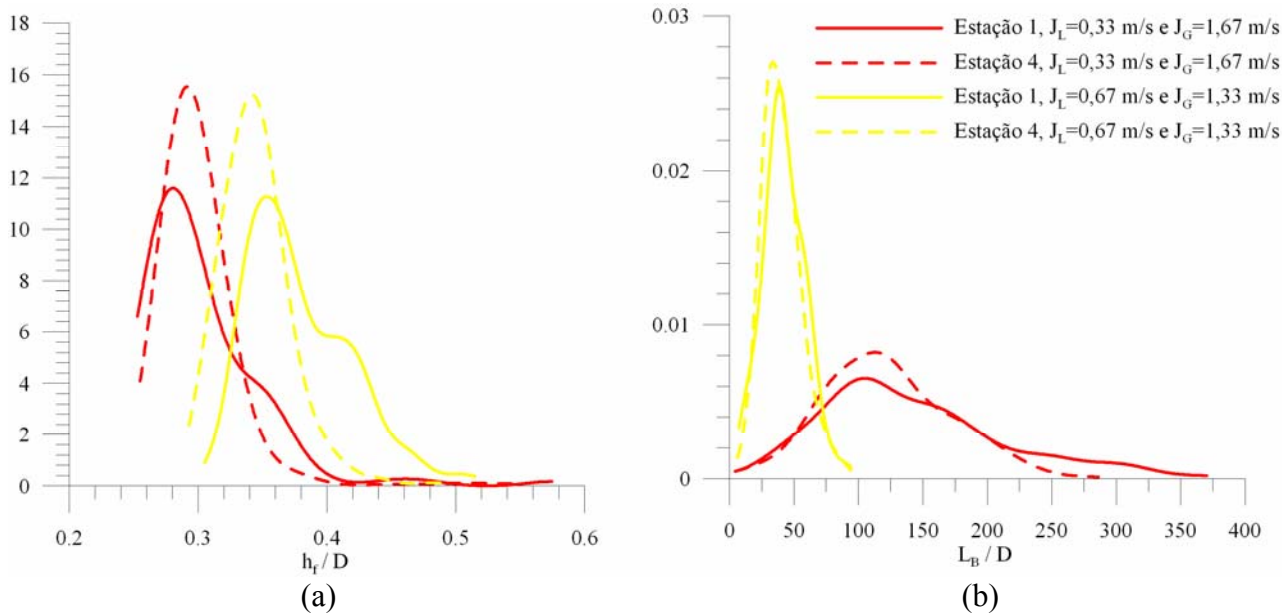 18
16
14
12
10
8
6
4
2
0
0.2 0.3 0.4 0.5 0.6
h_f / D
(a)
0.03
0.02
0.01
0
0 50 100 150 200 250 300 350 400
L_B / D
(b)
Estação 1, J_L=0,33 m/s e J_G=1,67 m/s
Estação 4, J_L=0,33 m/s e J_G=1,67 m/s
Estação 1, J_L=0,67 m/s e J_G=1,33 m/s
Estação 4, J_L=0,67 m/s e J_G=1,33 m/s